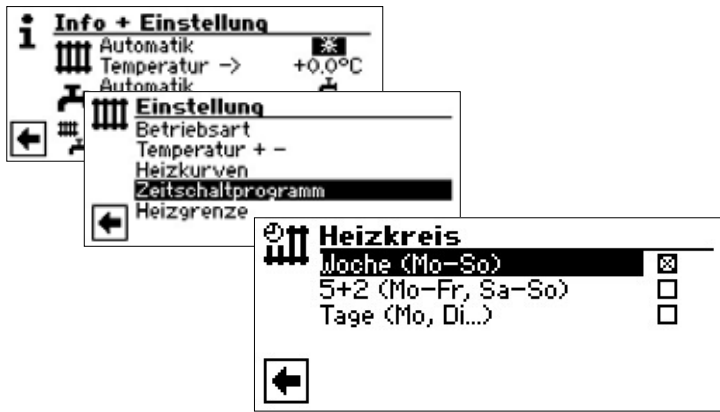 Info + Einstellung
Automatik
Temperatur -> +0.0°C
Automatik
Einstellung
Betriebsart
Temperatur + -
Heizkurven
Zeitschaltprogramm
Heizgrenze
Heizkreis
Woche (Mo-So)
5+2 (Mo-Fr, Sa-So)
Tage (Mo, Di...)